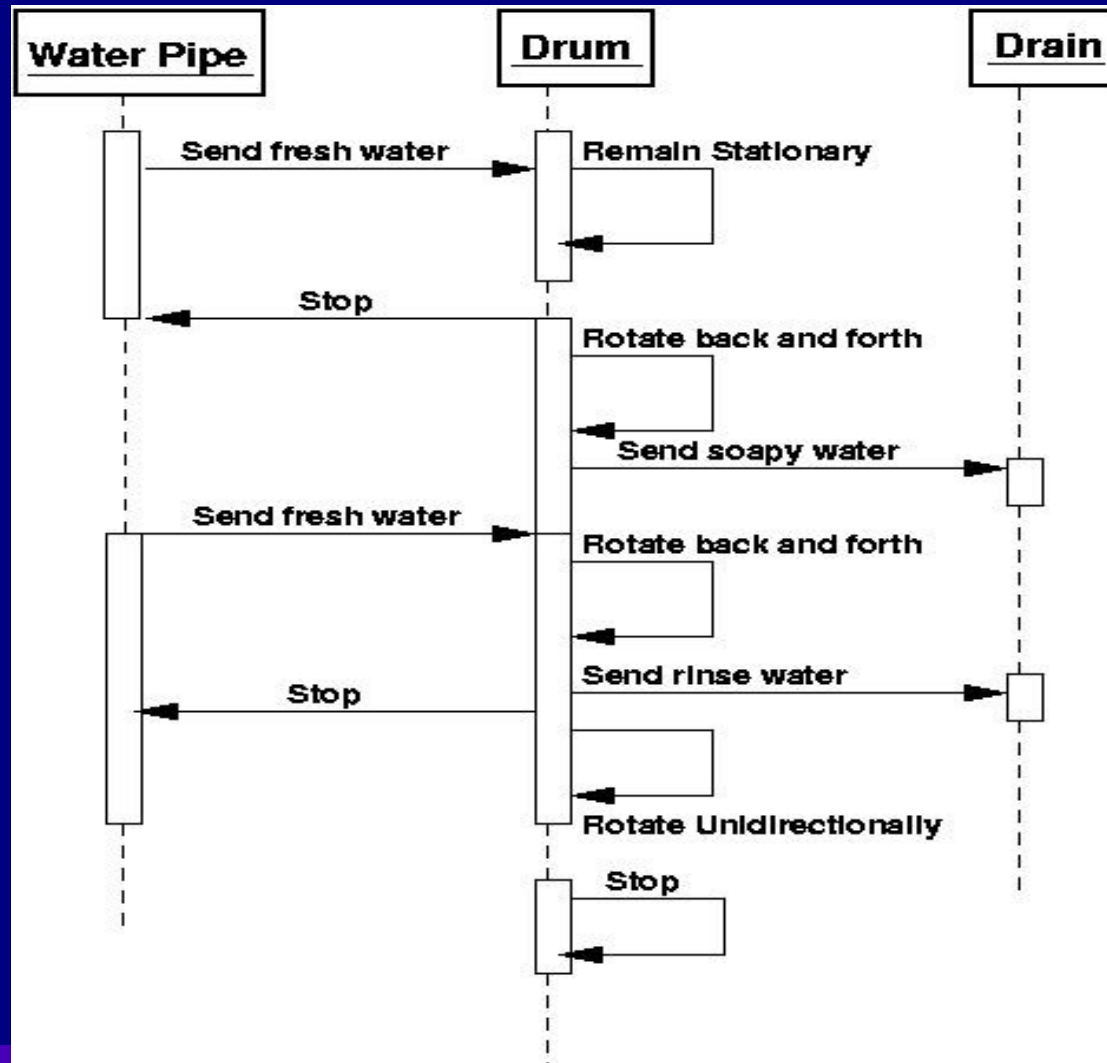 Water Pipe
Drum
Drain
Send fresh water
Remain Stationary
Stop
Rotate back and forth
Send soapy water
Send fresh water
Rotate back and forth
Send rinse water
Stop
Rotate Unidirectionally
Stop